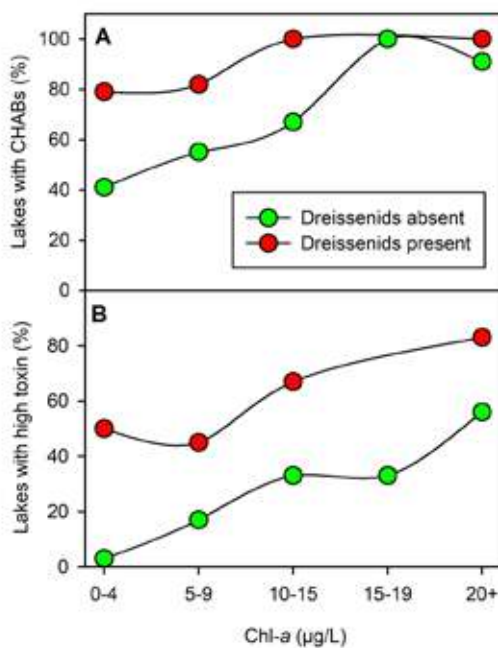 A
Lakes with CHABs (%)
100
80
60
40
20
0
Dreissenids absent
Dreissenids present
B
Lakes with high toxin (%)
80
60
40
20
0
0-4 5-9 10-15 15-19 20+
Chl-a (µg/L)